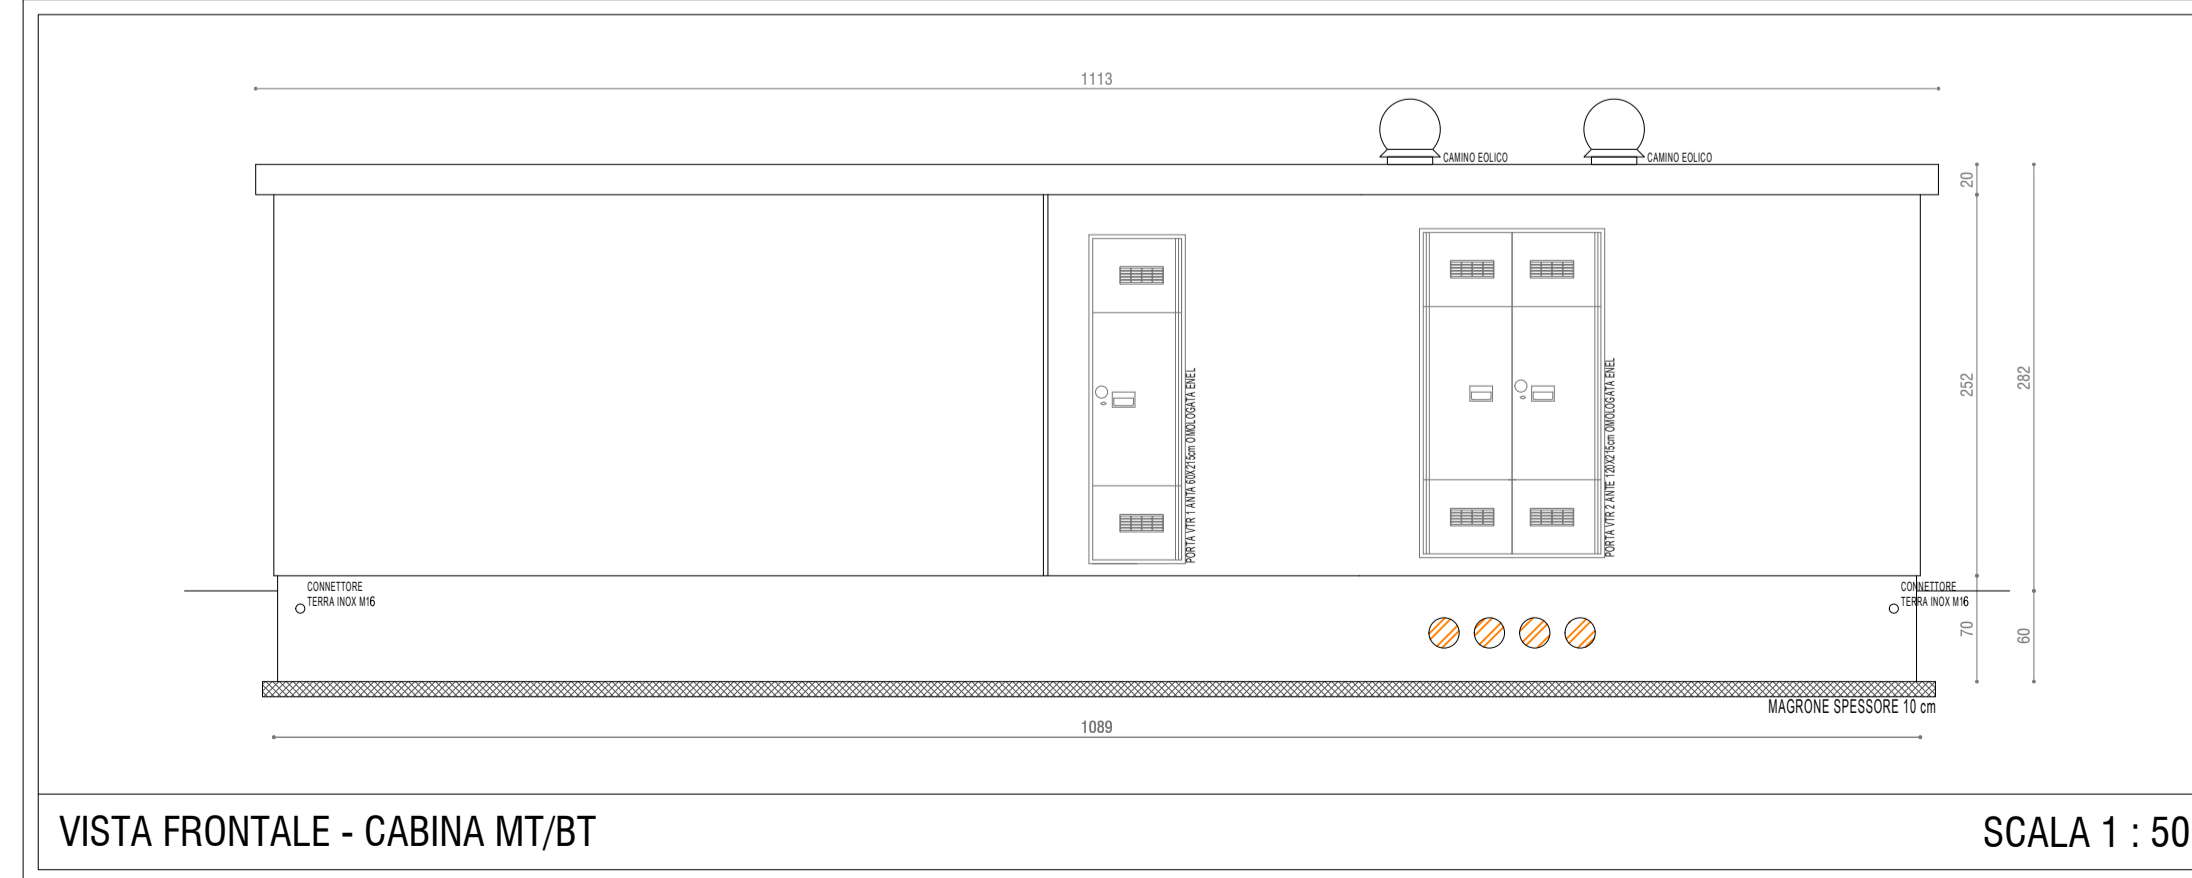 1113
CAMINO EOLICO
CAMINO EOLICO
20
252
282
PORTA VTR 1 ANTA 60X215cm OMOLOGATA ENEL
PORTA VTR 2 ANTE 120X215cm OMOLOGATA ENEL
CONNETTORE
TERRA INOX M16
CONNETTORE
TERRA INOX M16
70
60
MAGRONE SPESSORE 10 cm
1089
VISTA FRONTALE - CABINA MT/BT
SCALA 1 : 50